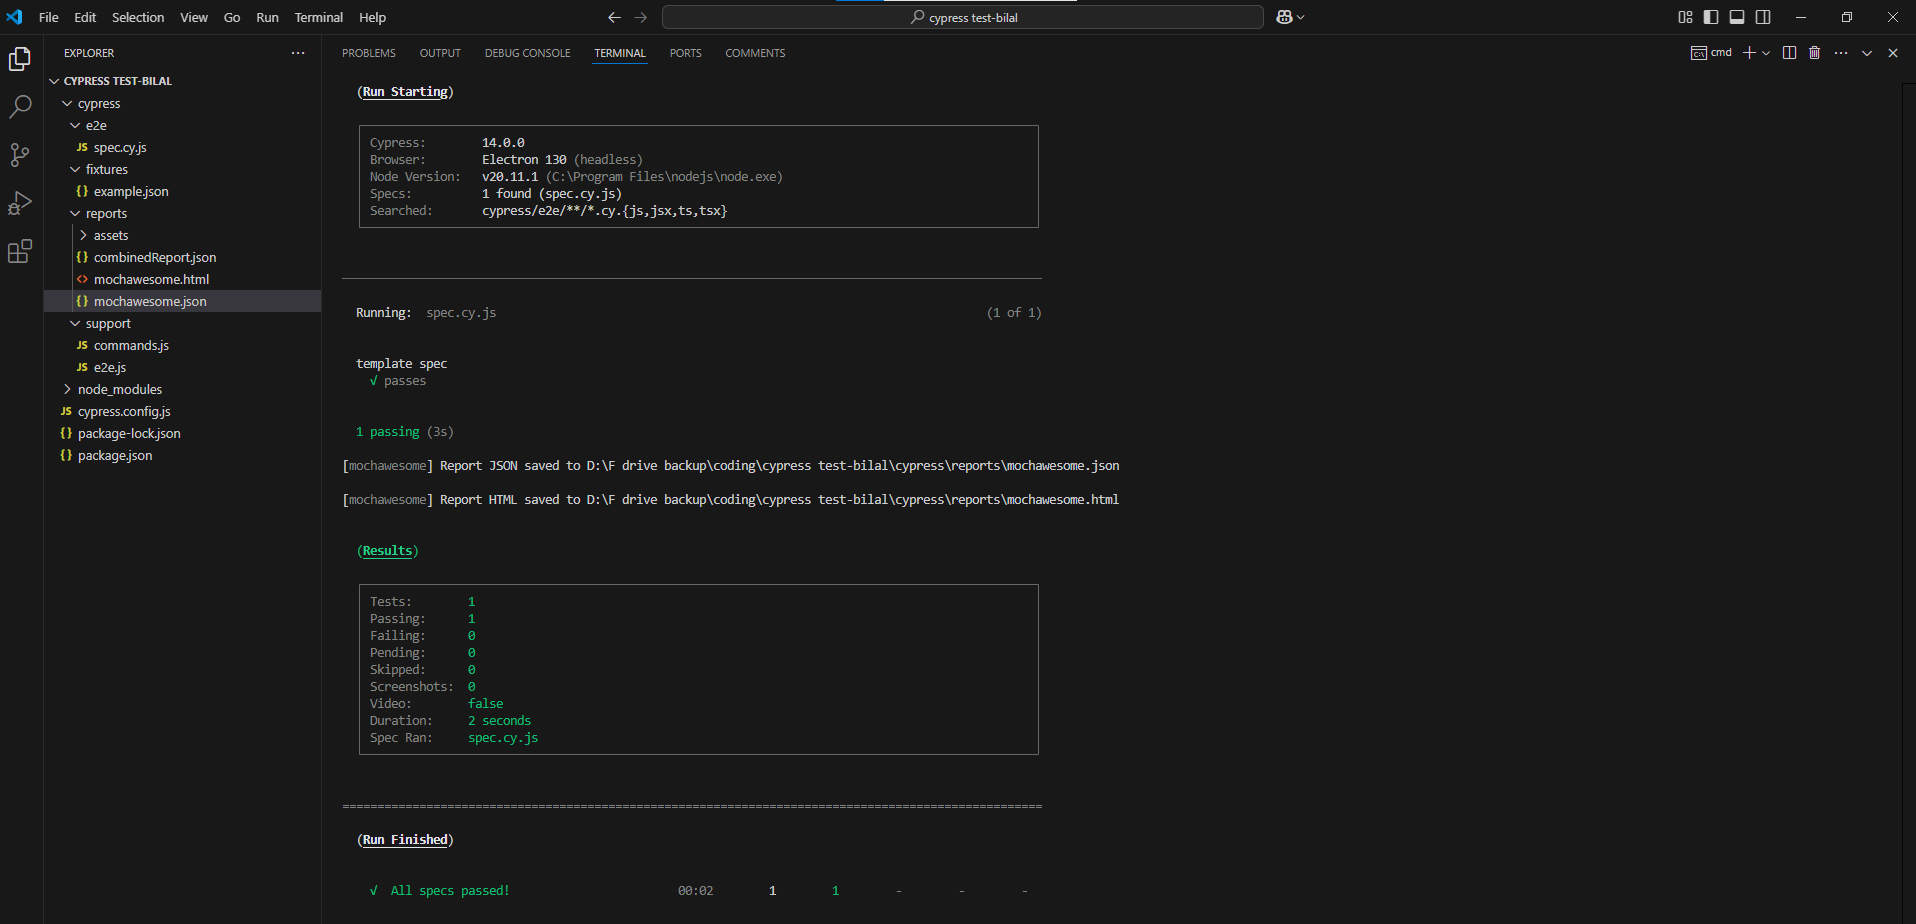 File Edit Selection View Go Run Terminal Help
cypress test-bilal
EXPLORER
CYPRESS TEST-BILAL
cypress
e2e
JS spec.cy.js
fixtures
{} example.json
reports
assets
{} combinedReport.json
<> mochawesome.html
{} mochawesome.json
support
JS commands.js
JS e2e.js
node_modules
JS cypress.config.js
{} package-lock.json
{} package.json
PROBLEMS OUTPUT DEBUG CONSOLE TERMINAL PORTS COMMENTS
cmd
(Run Starting)
Cypress: 14.0.0
Browser: Electron 130 (headless)
Node Version: v20.11.1 (C:\Program Files\nodejs\node.exe)
Specs: 1 found (spec.cy.js)
Searched: cypress/e2e/**/*.cy.{js,jsx,ts,tsx}
Running: spec.cy.js (1 of 1)
template spec
√ passes
1 passing (3s)
[mochawesome] Report JSON saved to D:\F drive backup\coding\cypress test-bilal\cypress\reports\mochawesome.json
[mochawesome] Report HTML saved to D:\F drive backup\coding\cypress test-bilal\cypress\reports\mochawesome.html
(Results)
Tests: 1
Passing: 1
Failing: 0
Pending: 0
Skipped: 0
Screenshots: 0
Video: false
Duration: 2 seconds
Spec Ran: spec.cy.js
====================================================================================================
(Run Finished)
√ All specs passed! 00:02 1 1 - - -